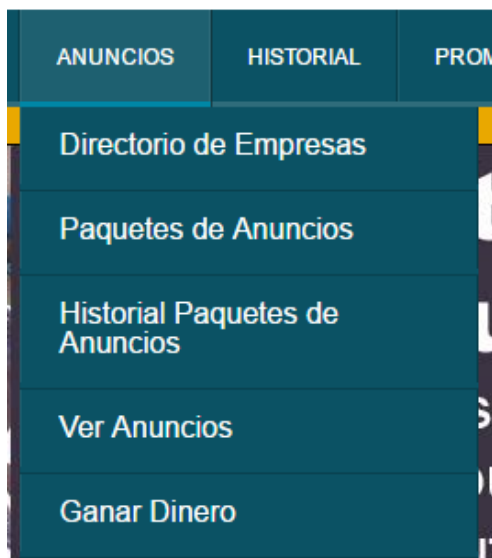 ANUNCIOS HISTORIAL
Directorio de Empresas
Paquetes de Anuncios
Historial Paquetes de
Anuncios
Ver Anuncios
Ganar Dinero